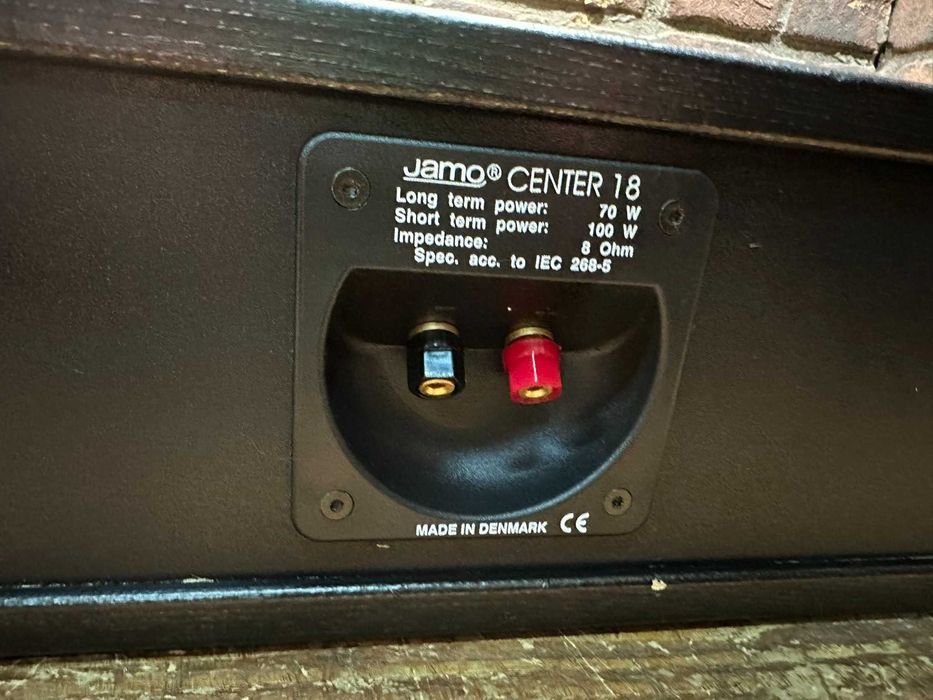 Jamo® CENTER 18
Long term power: 70 W
Short term power: 100 W
Impedance: 8 Ohm
Spec. acc. to IEC 268-5
MADE IN DENMARK CE